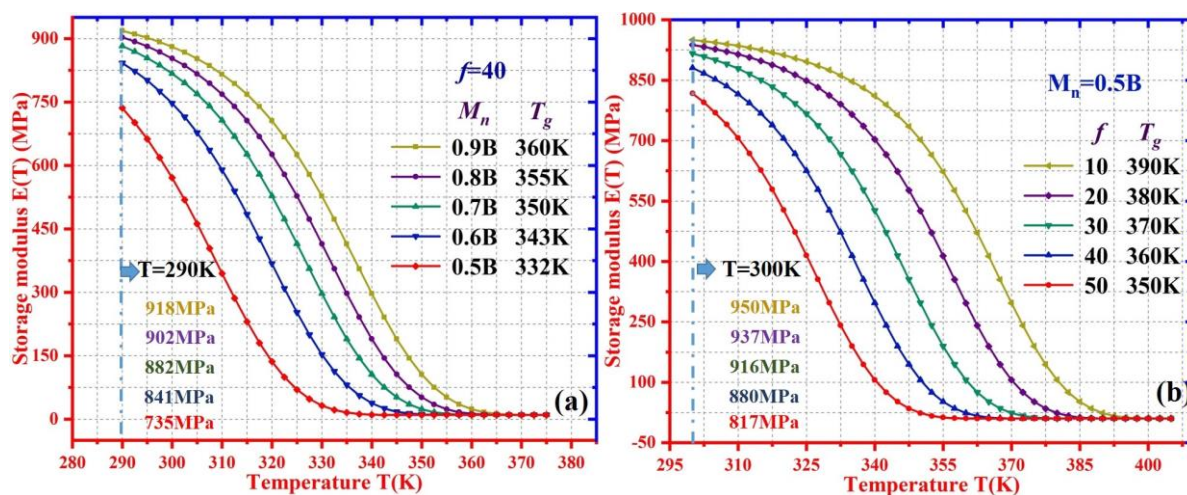 f=40
M_n T_g
0.9B 360K
0.8B 355K
0.7B 350K
0.6B 343K
0.5B 332K
T=290K
918MPa
902MPa
882MPa
841MPa
735MPa
(a)
Storage modulus E(T) (MPa)
900
750
600
450
300
150
0
280 290 300 310 320 330 340 350 360 370 380
Temperature T(K)
M_n=0.5B
f T_g
10 390K
20 380K
30 370K
40 360K
50 350K
T=300K
950MPa
937MPa
916MPa
880MPa
817MPa
(b)
Storage modulus E(T) (MPa)
1000
850
700
550
400
250
100
-50
295 310 325 340 355 370 385 400
Temperature T(K)